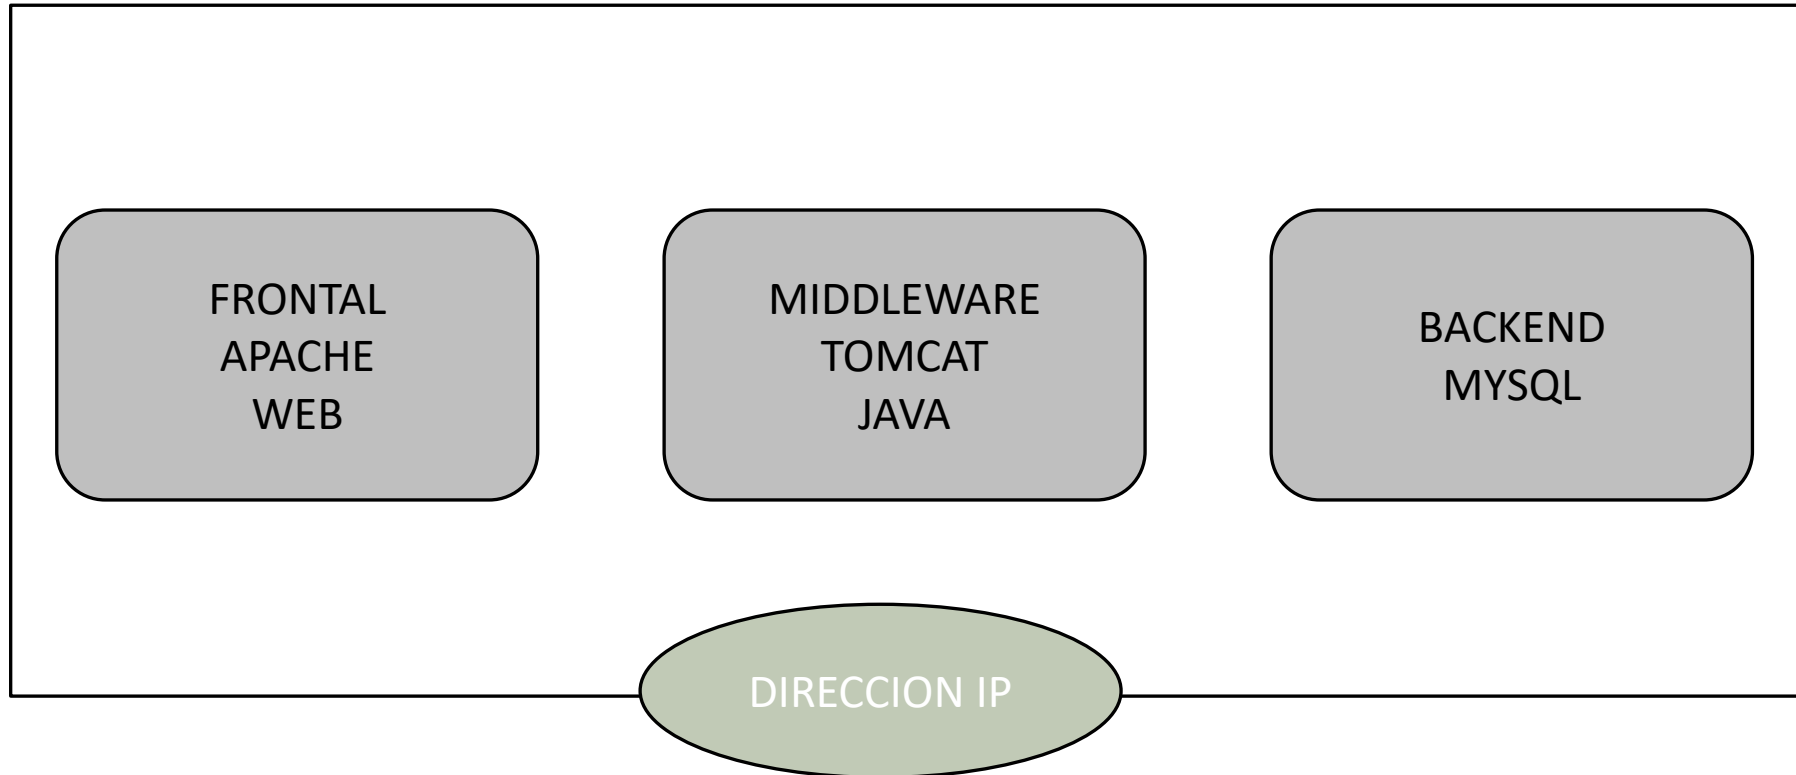 FRONTAL
APACHE
WEB
MIDDLEWARE
TOMCAT
JAVA
BACKEND
MYSQL
DIRECCION IP